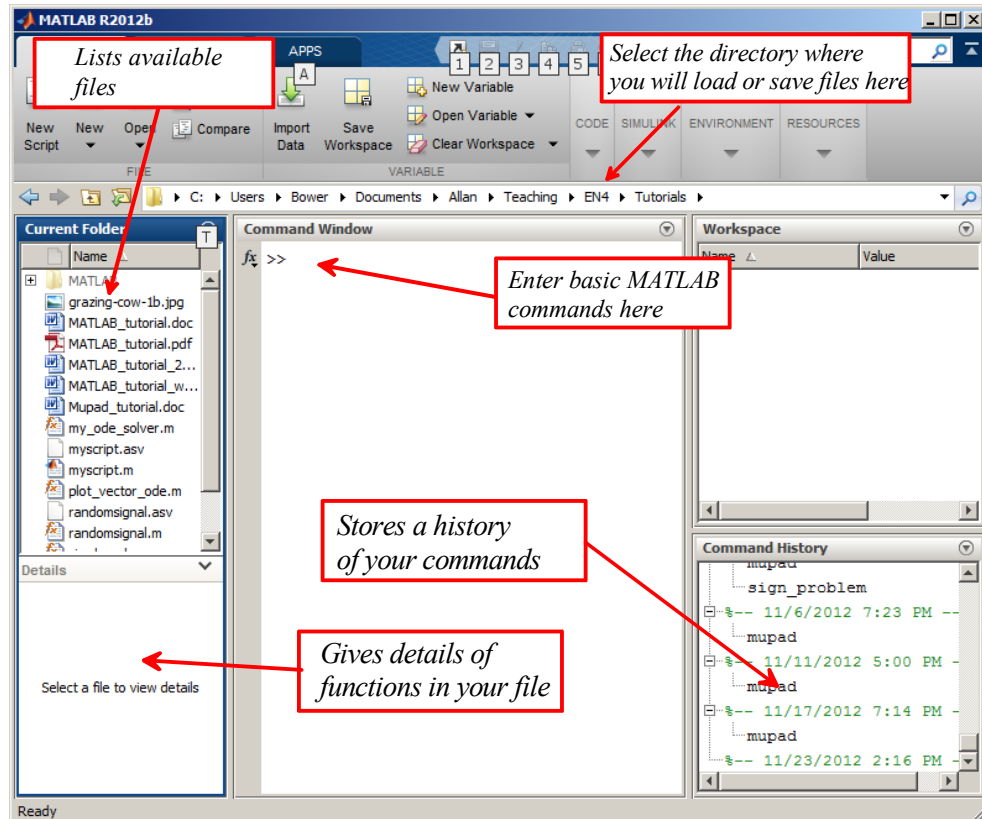 MATLAB R2012b
Lists available
files
APPS
A
1 2 3 4 5
Select the directory where
you will load or save files here
New
Script
New
Open
Compare
Import
Data
Save
Workspace
New Variable
Open Variable
Clear Workspace
CODE
SIMULINK
ENVIRONMENT
RESOURCES
FILE
VARIABLE
C: Users Bower Documents Allan Teaching EN4 Tutorials
Current Folder
T
Name
MATLAB
grazing-cow-1b.jpg
MATLAB_tutorial.doc
MATLAB_tutorial.pdf
MATLAB_tutorial_2...
MATLAB_tutorial_w...
Mupad_tutorial.doc
my_ode_solver.m
myscript.asv
myscript.m
plot_vector_ode.m
randomsignal.asv
randomsignal.m
Details
Select a file to view details
Command Window
fx >>
Enter basic MATLAB
commands here
Stores a history
of your commands
Gives details of
functions in your file
Workspace
Name
Value
Command History
mupad
sign_problem
%-- 11/6/2012 7:23 PM --
mupad
%-- 11/11/2012 5:00 PM -
mupad
%-- 11/17/2012 7:14 PM -
mupad
%-- 11/23/2012 2:16 PM -
Ready